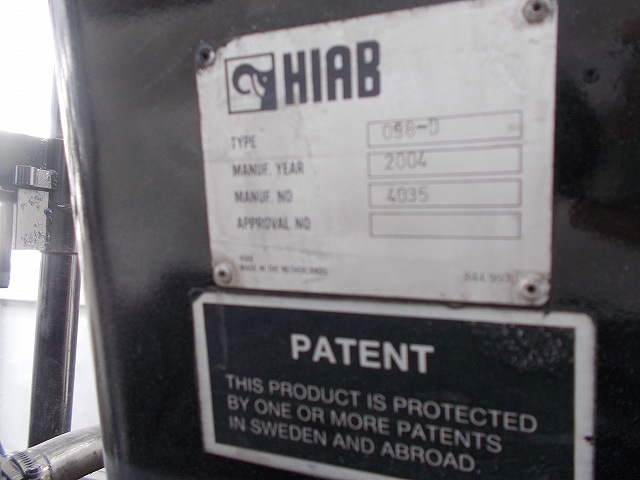 HIAB
TYPE 098-D
MANUF. YEAR 2004
MANUF. NO 4035
APPROVAL NO
HIAB
MADE IN THE NETHERLANDS
PATENT
THIS PRODUCT IS PROTECTED
BY ONE OR MORE PATENTS
IN SWEDEN AND ABROAD.